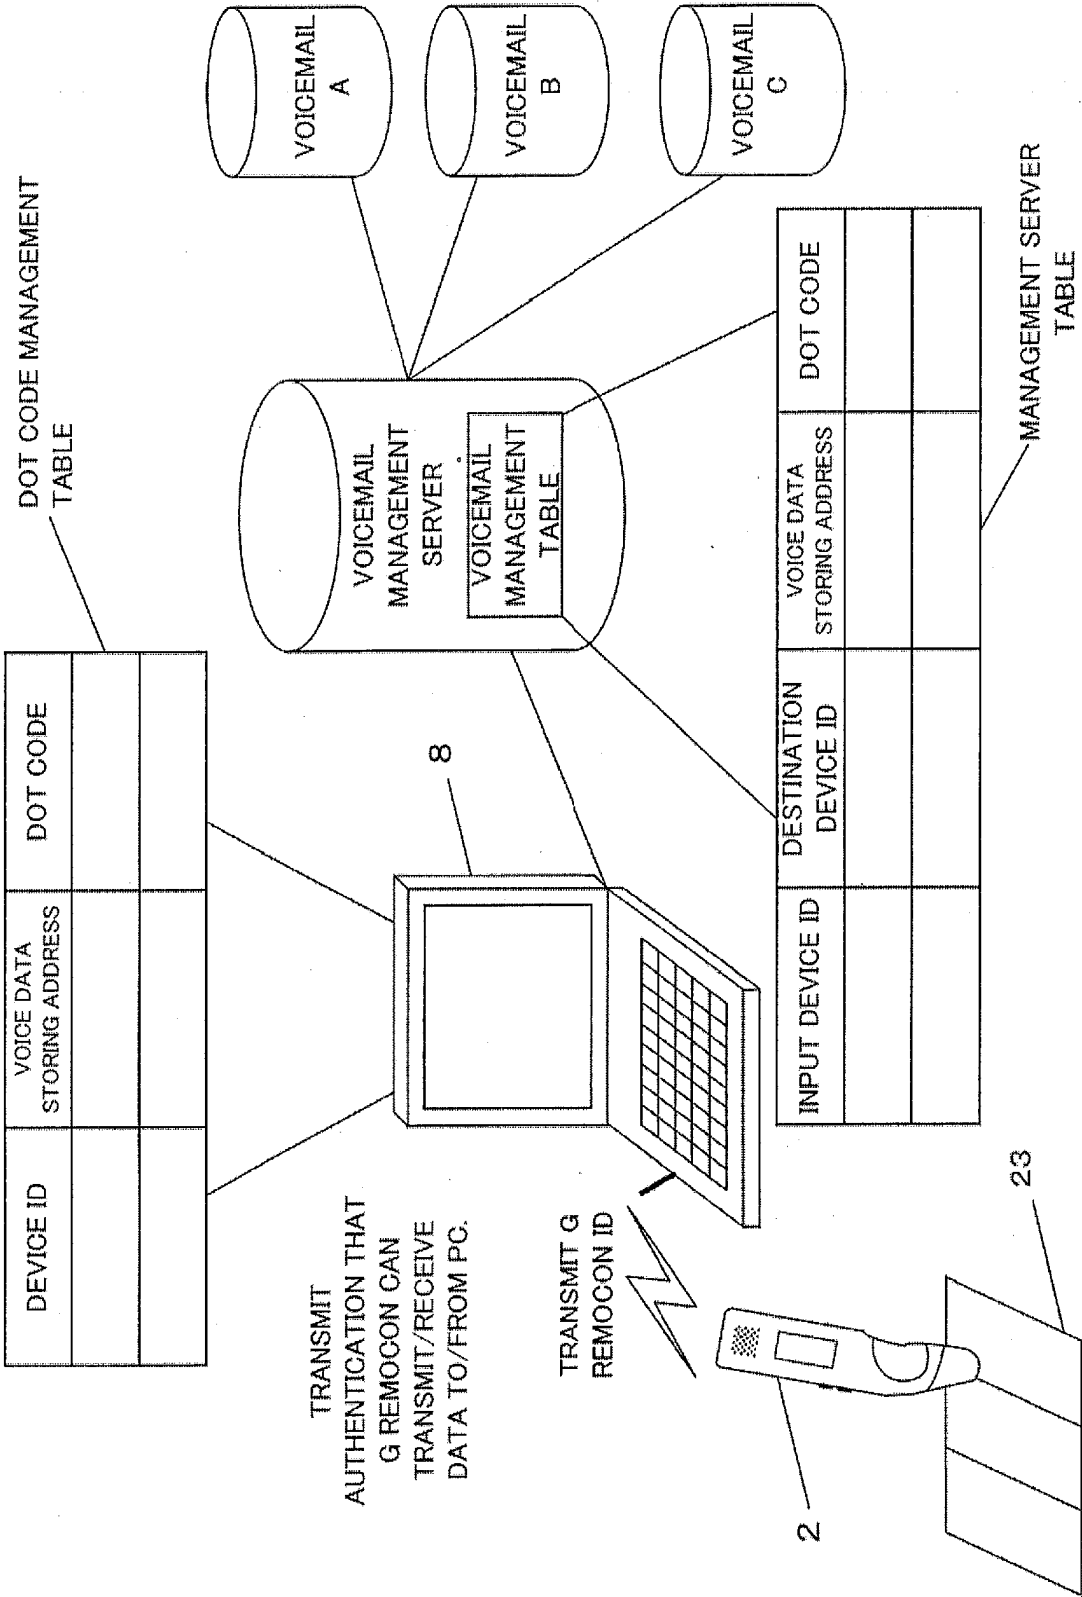 DOT CODE MANAGEMENT
TABLE
DEVICE ID
VOICE DATA
STORING ADDRESS
DOT CODE
VOICEMAIL
A
VOICEMAIL
B
VOICEMAIL
C
VOICEMAIL
MANAGEMENT
SERVER
VOICEMAIL
MANAGEMENT
TABLE
8
TRANSMIT
AUTHENTICATION THAT
G REMOCON CAN
TRANSMIT/RECEIVE
DATA TO/FROM PC.
TRANSMIT G
REMOCON ID
2
23
INPUT DEVICE ID
DESTINATION
DEVICE ID
VOICE DATA
STORING ADDRESS
DOT CODE
MANAGEMENT SERVER
TABLE